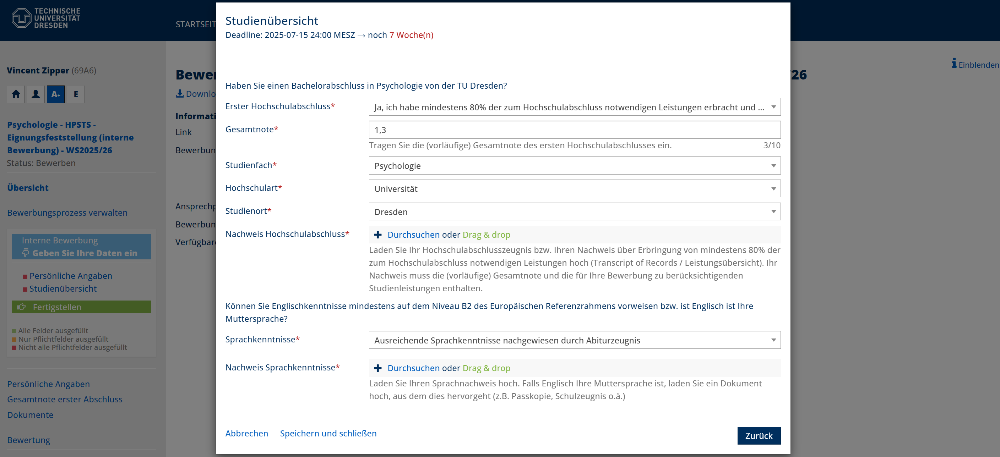 TECHNISCHE
UNIVERSITÄT
DRESDEN
STARTSEIT
Vincent Zipper (69A6)
A+
E
Psychologie - HPSTS -
Eignungsfeststellung (interne
Bewerbung) - WS2025/26
Status: Bewerben
Übersicht
Bewerbungsprozess verwalten
Interne Bewerbung
Geben Sie Ihre Daten ein
Persönliche Angaben
Studienübersicht
Fertigstellen
Alle Felder ausgefüllt
Nur Pflichtfelder ausgefüllt
Nicht alle Pflichtfelder ausgefüllt
Persönliche Angaben
Gesamtnote erster Abschluss
Dokumente
Bewertung
Bewe
Downlo
Informati
Link
Bewerbun
Ansprechp
Bewerbun
Verfügbar
Studienübersicht
Deadline: 2025-07-15 24:00 MESZ → noch 7 Woche(n)
Haben Sie einen Bachelorabschluss in Psychologie von der TU Dresden?
Erster Hochschulabschluss*
Ja, ich habe mindestens 80% der zum Hochschulabschluss notwendigen Leistungen erbracht und ...
Gesamtnote*
1,3
Tragen Sie die (vorläufige) Gesamtnote des ersten Hochschulabschlusses ein. 3/10
Studienfach*
Psychologie
Hochschulart*
Universität
Studienort*
Dresden
Nachweis Hochschulabschluss*
Durchsuchen oder Drag & drop
Laden Sie Ihr Hochschulabschlusszeugnis bzw. Ihren Nachweis über Erbringung von mindestens 80% der
zum Hochschulabschluss notwendigen Leistungen hoch (Transcript of Records / Leistungsübersicht). Ihr
Nachweis muss die (vorläufige) Gesamtnote und die für Ihre Bewerbung zu berücksichtigenden
Studienleistungen enthalten.
Können Sie Englischkenntnisse mindestens auf dem Niveau B2 des Europäischen Referenzrahmens vorweisen bzw. ist Englisch ist Ihre
Muttersprache?
Sprachkenntnisse*
Ausreichende Sprachkenntnisse nachgewiesen durch Abiturzeugnis
Nachweis Sprachkenntnisse*
Durchsuchen oder Drag & drop
Laden Sie Ihren Sprachnachweis hoch. Falls Englisch Ihre Muttersprache ist, laden Sie ein Dokument
hoch, aus dem dies hervorgeht (z.B. Passkopie, Schulzeugnis o.ä.)
Abbrechen Speichern und schließen
Zurück
Einblenden
26